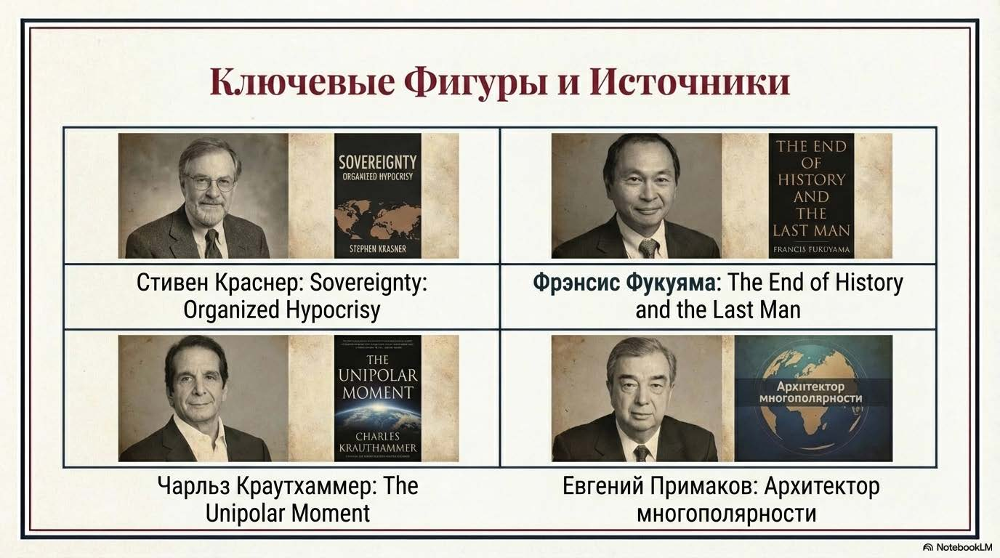 Ключевые Фигуры и Источники
SOVEREIGNTY
ORGANIZED HYPOCRISY
STEPHEN KRASNER
THE END
OF
HISTORY
AND
THE
LAST MAN
FRANCIS FUKUYAMA
Стивен Краснер: Sovereignty:
Organized Hypocrisy
Фрэнсис Фукуяма: The End of History
and the Last Man
THE
UNIPOLAR
MOMENT
CHARLES
KRAUTHAMMER
Архитектор
многополярности
Чарльз Краутхаммер: The
Unipolar Moment
Евгений Примаков: Архитектор
многополярности
NotebookLM